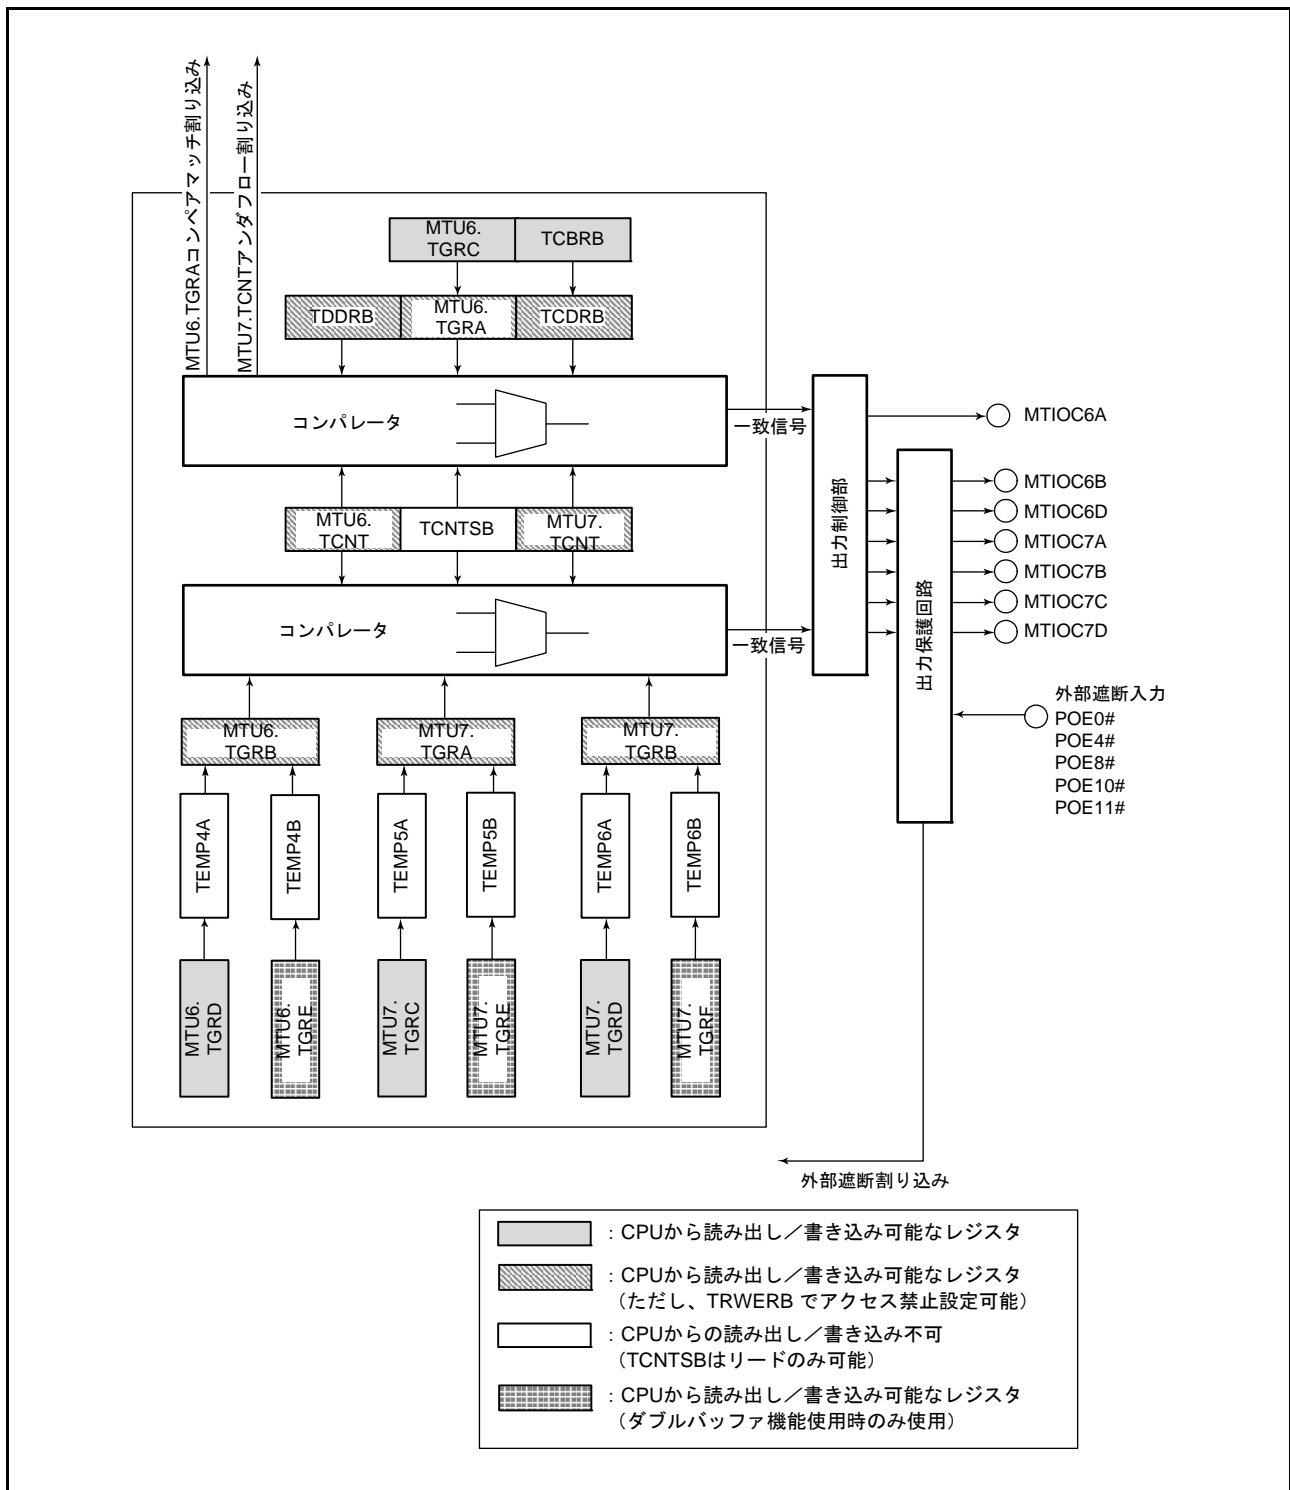 MTU6.TGRAコンペアマッチ割り込み
MTU7.TCNTアンダフロー割り込み
MTU6.
TGRC
TCBRB
TDDRB
MTU6.
TGRA
TCDRB
コンパレータ
一致信号
MTU6.
TCNT
TCNTSB
MTU7.
TCNT
コンパレータ
一致信号
出力制御部
出力保護回路
MTIOC6A
MTIOC6B
MTIOC6D
MTIOC7A
MTIOC7B
MTIOC7C
MTIOC7D
外部遮断入力
POE0#
POE4#
POE8#
POE10#
POE11#
MTU6.
TGRB
MTU7.
TGRA
MTU7.
TGRB
TEMP4A
TEMP4B
TEMP5A
TEMP5B
TEMP6A
TEMP6B
MTU6.
TGRD
MTU6.
TGRE
MTU7.
TGRC
MTU7.
TGRE
MTU7.
TGRD
MTU7.
TGRF
外部遮断割り込み
：CPUから読み出し／書き込み可能なレジスタ
：CPUから読み出し／書き込み可能なレジスタ
（ただし、TRWERB でアクセス禁止設定可能）
：CPUからの読み出し／書き込み不可
（TCNTSBはリードのみ可能）
：CPUから読み出し／書き込み可能なレジスタ
（ダブルバッファ機能使用時のみ使用）